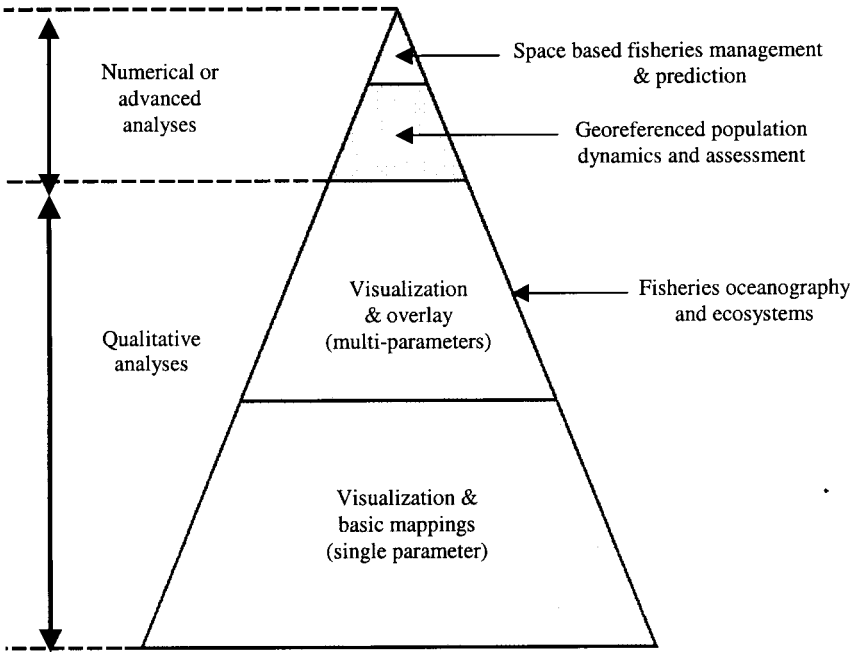 Numerical or
advanced
analyses
Space based fisheries management
& prediction
Georeferenced population
dynamics and assessment
Visualization
& overlay
(multi-parameters)
Fisheries oceanography
and ecosystems
Qualitative
analyses
Visualization &
basic mappings
(single parameter)